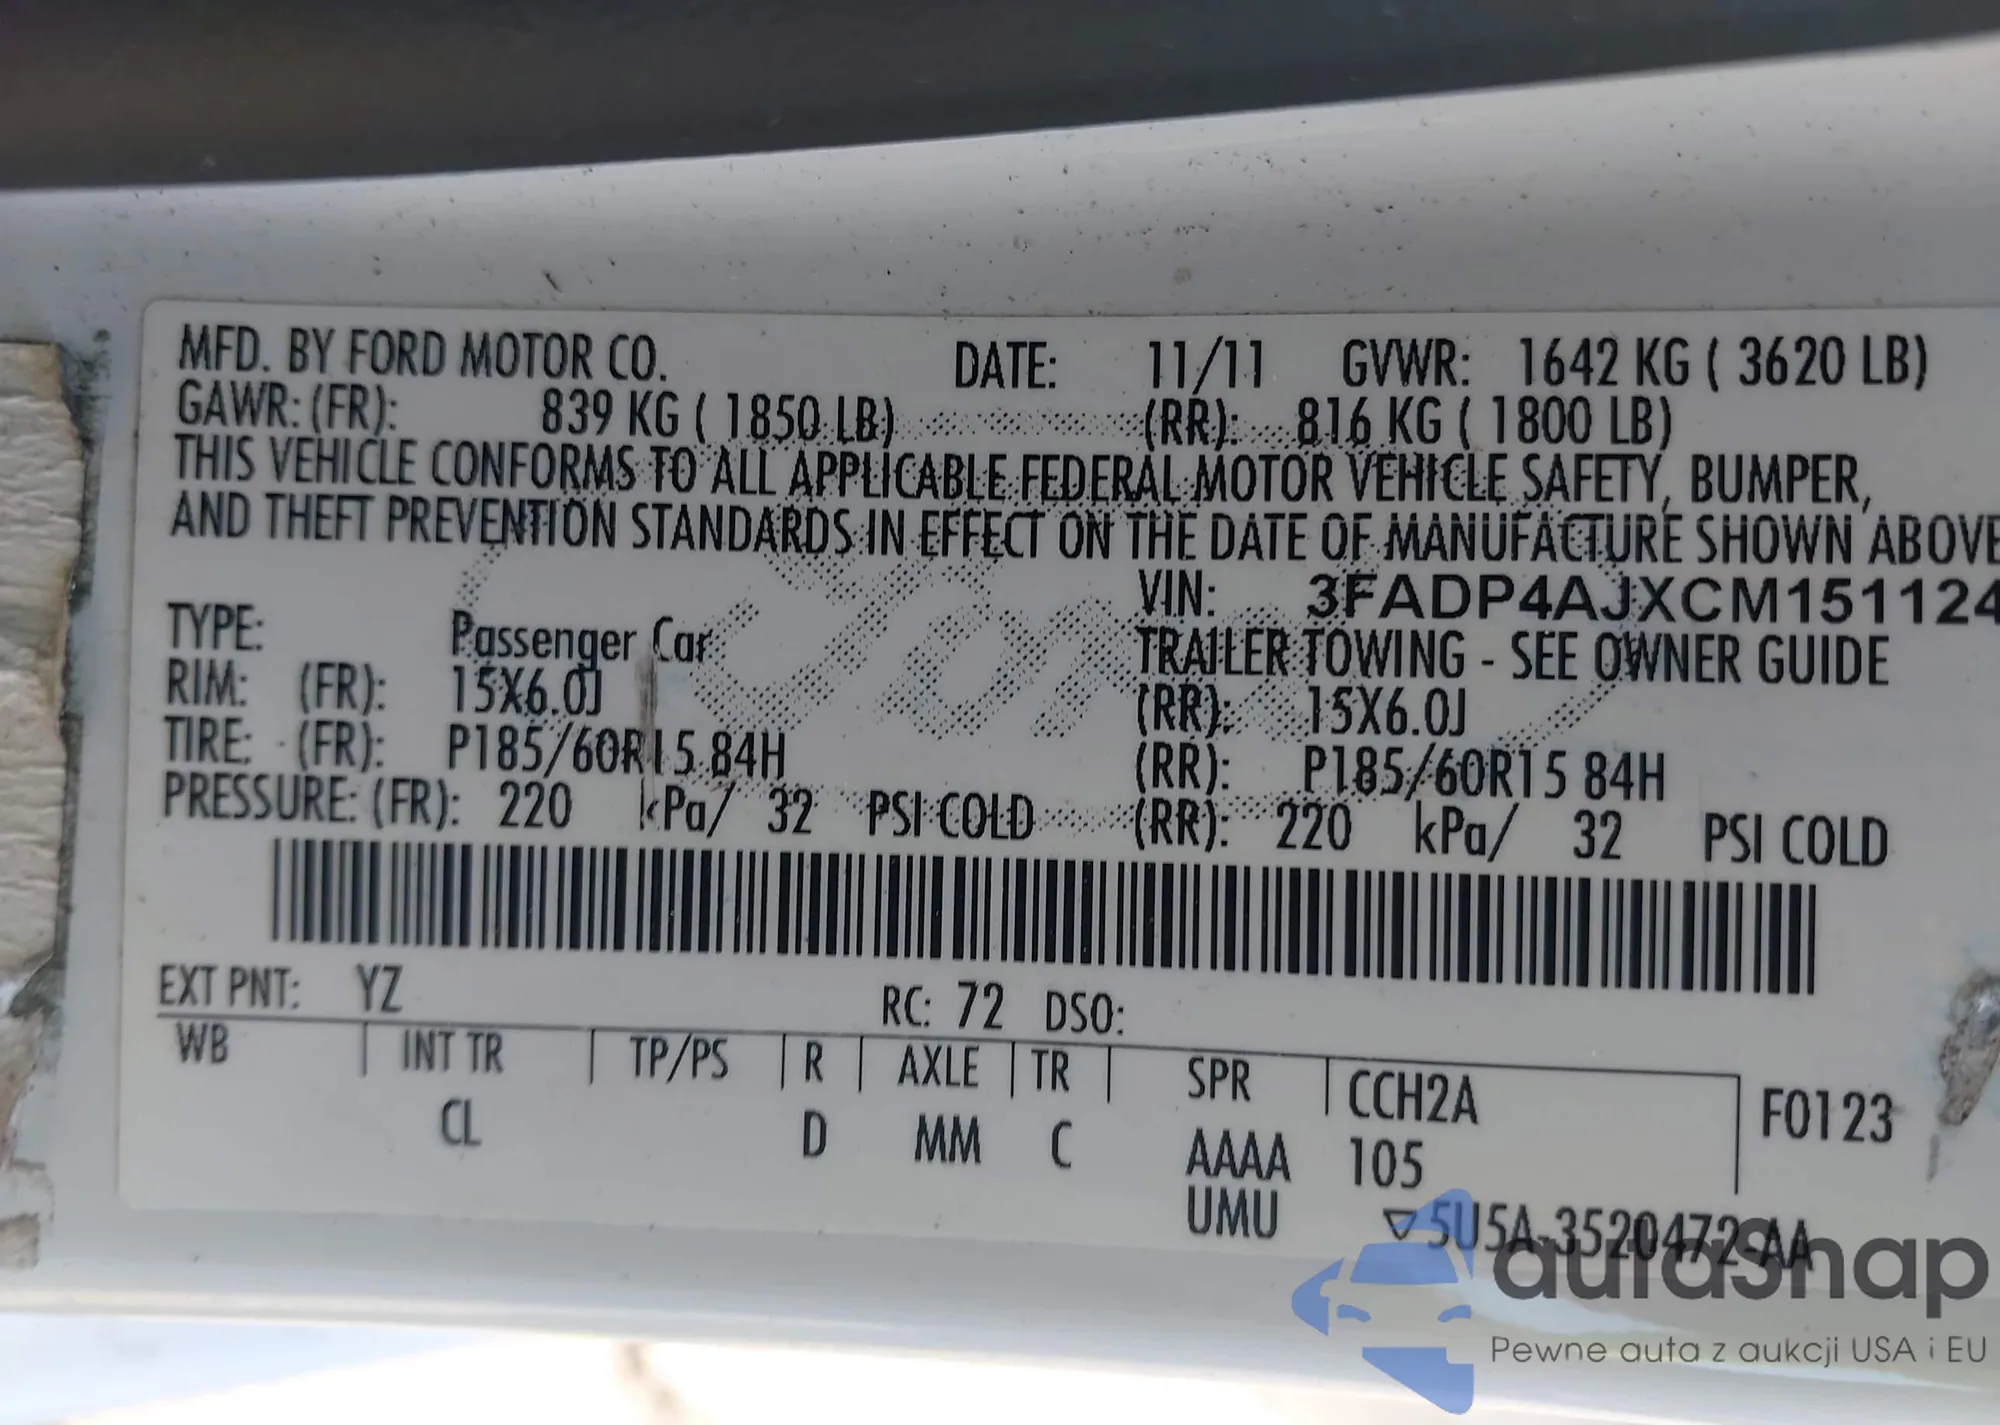 MFD. BY FORD MOTOR CO. DATE: 11/11 GVWR: 1642 KG ( 3620 LB)
GAWR: (FR): 839 KG ( 1850 LB) (RR): 816 KG ( 1800 LB)
THIS VEHICLE CONFORMS TO ALL APPLICABLE FEDERAL MOTOR VEHICLE SAFETY, BUMPER,
AND THEFT PREVENTION STANDARDS IN EFFECT ON THE DATE OF MANUFACTURE SHOWN ABOVE
VIN: 3FADP4AJXCM151124
TYPE: Passenger Car TRAILER TOWING - SEE OWNER GUIDE
RIM: (FR): 15X6.0J (RR): 15X6.0J
TIRE: (FR): P185/60R15 84H (RR): P185/60R15 84H
PRESSURE: (FR): 220 kPa/ 32 PSI COLD (RR): 220 kPa/ 32 PSI COLD
EXT PNT: YZ RC: 72 DSO:
WB INT TR TP/PS R AXLE TR SPR CCH2A F0123
CL D MM C AAAA 105
UMU ▽5U5A-3520472-AA
Ford
autasnap
Pewne auta z aukcji USA i EU